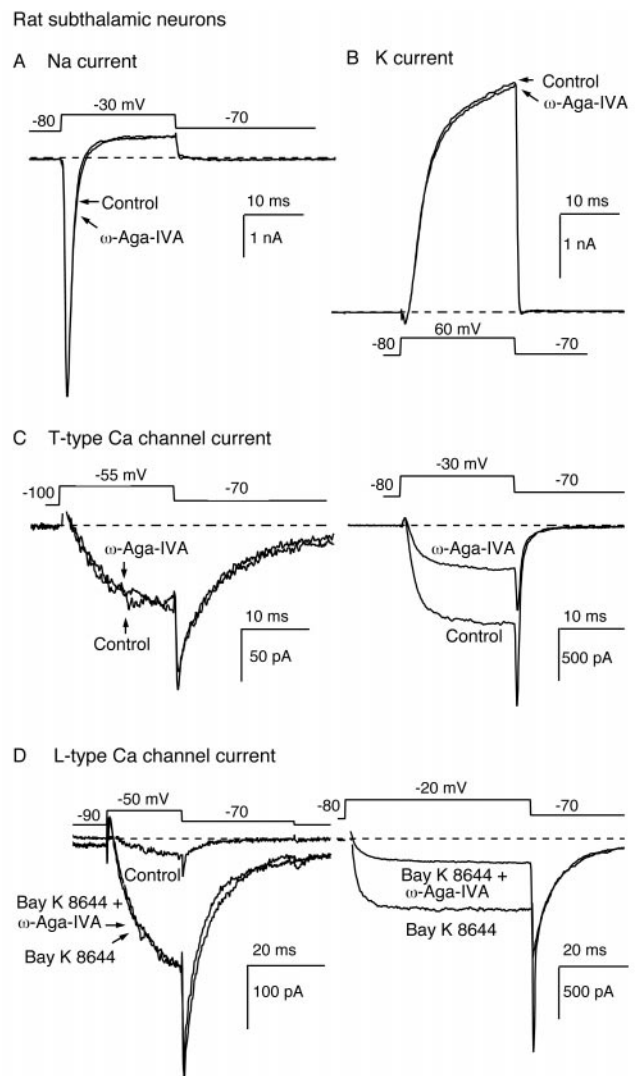 Rat subthalamic neurons
A Na current
-80
-30 mV
-70
Control
ω-Aga-IVA
10 ms
1 nA
B K current
Control
ω-Aga-IVA
10 ms
1 nA
-80
60 mV
-70
C T-type Ca channel current
-100
-55 mV
-70
ω-Aga-IVA
Control
10 ms
50 pA
-80
-30 mV
-70
ω-Aga-IVA
Control
10 ms
500 pA
D L-type Ca channel current
-90
-50 mV
-70
Control
Bay K 8644 +
ω-Aga-IVA
Bay K 8644
20 ms
100 pA
-80
-20 mV
-70
Bay K 8644 +
ω-Aga-IVA
Bay K 8644
20 ms
500 pA